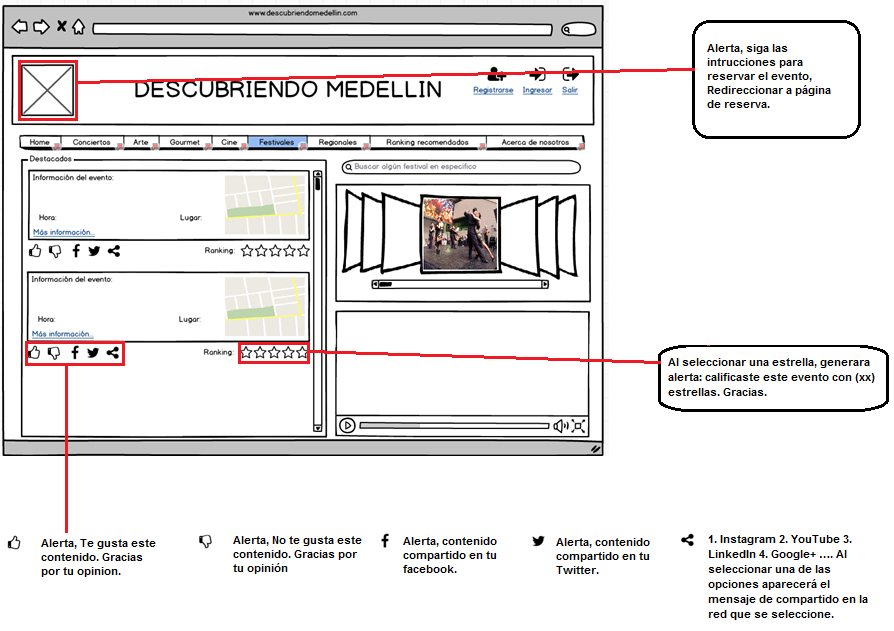 www.descubriendomedellin.com
Alerta, siga las
intrucciones para
reservar el evento,
Redireccionar a página
de reserva.
DESCUBRIENDO MEDELLIN
Registrarse Ingresar Salir
Home Conciertos Arte Gourmet Cine Festivales Regionales Ranking recomendados Acerca de nosotros
Destacados
Buscar algún festival en especifico
Información del evento:
Hora: Lugar:
Más información...
Ranking:
Información del evento:
Hora: Lugar:
Más información...
Ranking:
Al seleccionar una estrella, generara
alerta: calificaste este evento con (xx)
estrellas. Gracias.
Alerta, Te gusta este
contenido. Gracias
por tu opinion.
Alerta, No te gusta este
contenido. Gracias por
tu opinión
Alerta, contenido
compartido en tu
facebook.
Alerta, contenido
compartido en tu
Twitter.
1. Instagram 2. YouTube 3.
LinkedIn 4. Google+ .... Al
seleccionar una de las
opciones aparecerá el
mensaje de compartido en la
red que se seleccione.